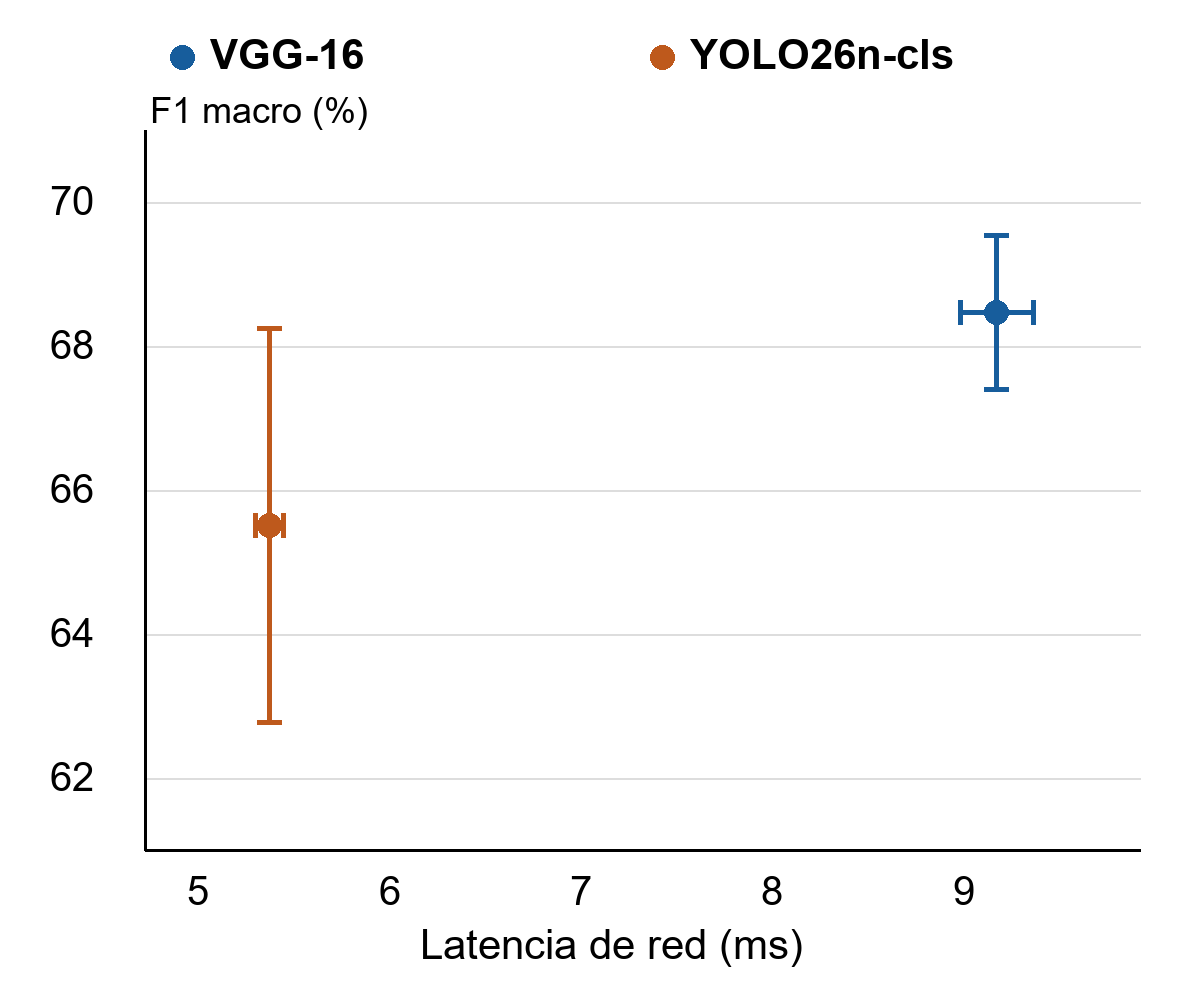 VGG-16 YOLO26n-cls
F1 macro (%)
70
68
66
64
62
5 6 7 8 9
Latencia de red (ms)